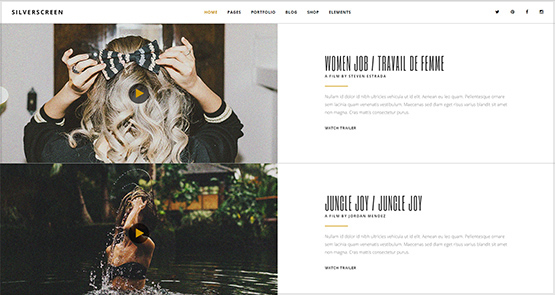 SILVERSCREEN
HOME PAGES PORTFOLIO BLOG SHOP ELEMENTS
WOMEN JOB / TRAVAIL DE FEMME
A FILM BY STEVEN ESTRADA
Nullam id dolor id nibh ultricies vehicula ut id elit. Aenean eu leo quam. Pellentesque ornare
sem lacinia quam venenatis vestibulum. Maecenas sed diam eget risus varius blandit sit amet
non magna. Cras mattis consectetur purus.
WATCH TRAILER
JUNGLE JOY / JUNGLE JOY
A FILM BY JORDAN MENDEZ
Nullam id dolor id nibh ultricies vehicula ut id elit. Aenean eu leo quam. Pellentesque ornare
sem lacinia quam venenatis vestibulum. Maecenas sed diam eget risus varius blandit sit amet
non magna. Cras mattis consectetur purus.
WATCH TRAILER